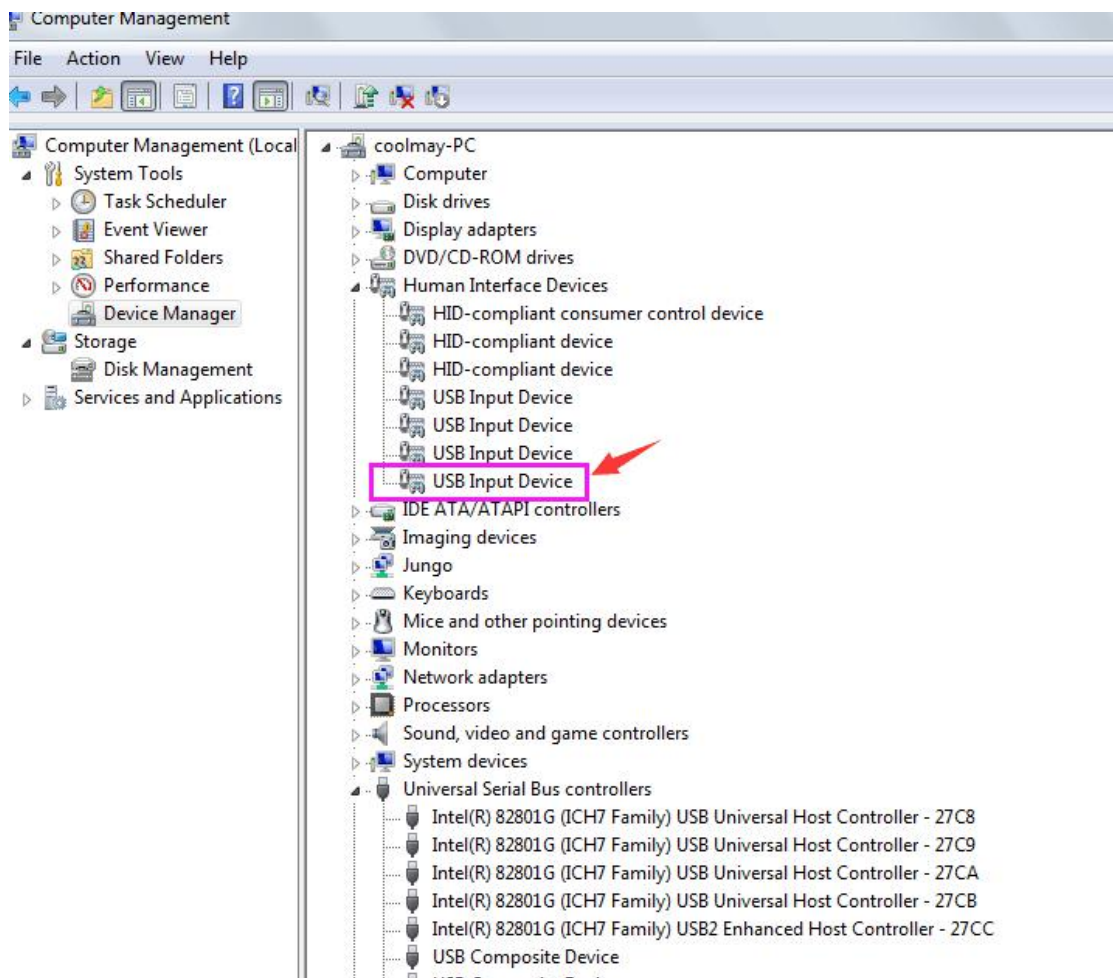 Computer Management
File Action View Help
Computer Management (Local
System Tools
Task Scheduler
Event Viewer
Shared Folders
Performance
Device Manager
Storage
Disk Management
Services and Applications
coolmay-PC
Computer
Disk drives
Display adapters
DVD/CD-ROM drives
Human Interface Devices
HID-compliant consumer control device
HID-compliant device
HID-compliant device
USB Input Device
USB Input Device
USB Input Device
USB Input Device
IDE ATA/ATAPI controllers
Imaging devices
Jungo
Keyboards
Mice and other pointing devices
Monitors
Network adapters
Processors
Sound, video and game controllers
System devices
Universal Serial Bus controllers
Intel(R) 82801G (ICH7 Family) USB Universal Host Controller - 27C8
Intel(R) 82801G (ICH7 Family) USB Universal Host Controller - 27C9
Intel(R) 82801G (ICH7 Family) USB Universal Host Controller - 27CA
Intel(R) 82801G (ICH7 Family) USB Universal Host Controller - 27CB
Intel(R) 82801G (ICH7 Family) USB2 Enhanced Host Controller - 27CC
USB Composite Device